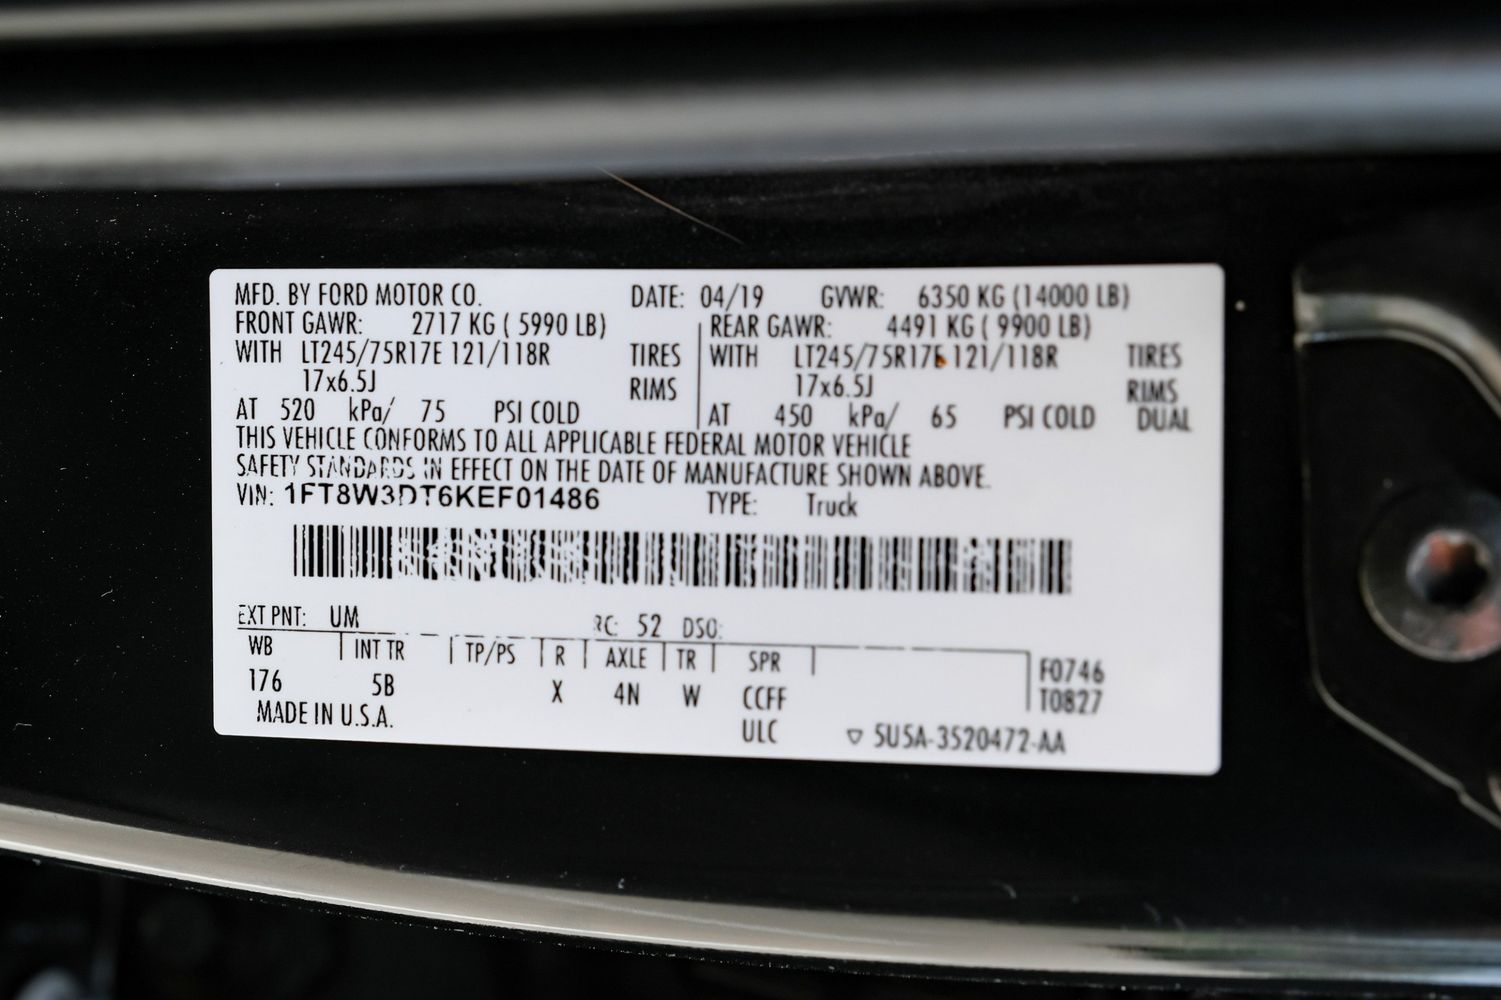 MFD. BY FORD MOTOR CO. DATE: 04/19 GVWR: 6350 KG (14000 LB)
FRONT GAWR: 2717 KG ( 5990 LB) REAR GAWR: 4491 KG ( 9900 LB)
WITH LT245/75R17E 121/118R TIRES WITH LT245/75R17E 121/118R TIRES
17x6.5J RIMS 17x6.5J RIMS
AT 520 kPa/ 75 PSI COLD AT 450 kPa/ 65 PSI COLD DUAL
THIS VEHICLE CONFORMS TO ALL APPLICABLE FEDERAL MOTOR VEHICLE
SAFETY STANDARDS IN EFFECT ON THE DATE OF MANUFACTURE SHOWN ABOVE.
VIN: 1FT8W3DT6KEF01486 TYPE: Truck
EXT PNT: UM RC: 52 DSO:
WB INT TR TP/PS R AXLE TR SPR F0746
176 5B X 4N W CCFF T0827
MADE IN U.S.A. ULC ▽ 5U5A-3520472-AA